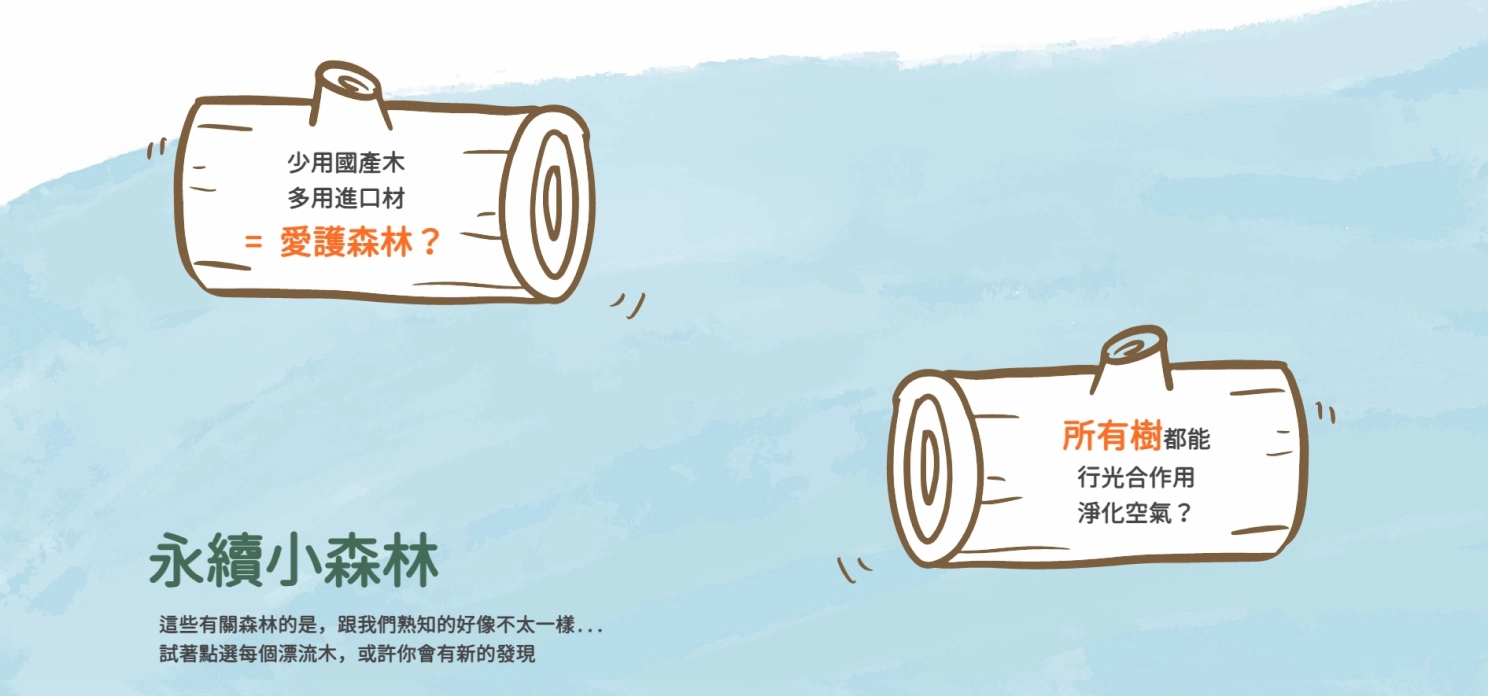 少用國產木
多用進口材
= 愛護森林？
所有樹都能
行光合作用
淨化空氣？
永續小森林
這些有關森林的是，跟我們熟知的好像不太一樣...
試著點選每個漂流木，或許你會有新的發現